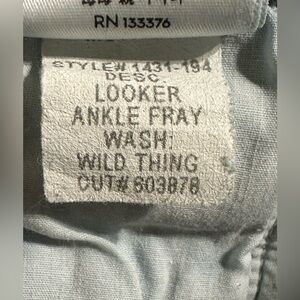 RN 133376
STYLE# 1431-194
DESC.
LOOKER
ANKLE FRAY
WASH:
WILD THING
CUT# 603878